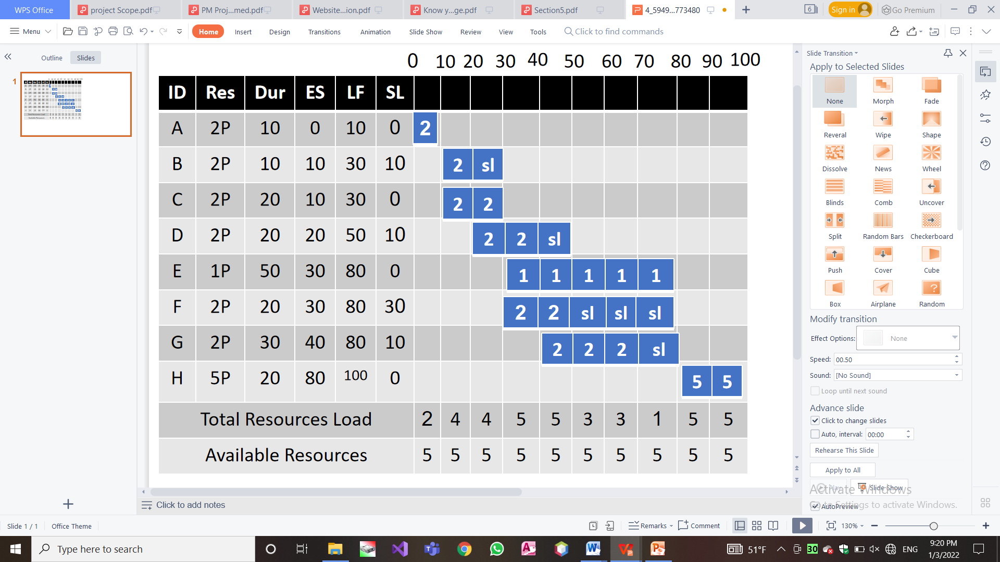 WPS Office
project Scope.pdf
PM Proj...med.pdf
Website...ion.pdf
Know y...ge.pdf
Section5.pdf
4_5949...773480
6
Sign in
Go Premium
Menu
Home
Insert
Design
Transitions
Animation
Slide Show
Review
View
Tools
Click to find commands
Outline
Slides
1
0 10 20 30 40 50 60 70 80 90 100
ID Res Dur ES LF SL
A 2P 10 0 10 0 2
B 2P 10 10 30 10 2 sl
C 2P 20 10 30 0 2 2
D 2P 20 20 50 10 2 2 sl
E 1P 50 30 80 0 1 1 1 1 1
F 2P 20 30 80 30 2 2 sl sl sl
G 2P 30 40 80 10 2 2 2 sl
H 5P 20 80 100 0 5 5
Total Resources Load 2 4 4 5 5 3 3 1 5 5
Available Resources 5 5 5 5 5 5 5 5 5 5
Click to add notes
Slide Transition
Apply to Selected Slides
None Morph Fade
Reveral Wipe Shape
Dissolve News Wheel
Blinds Comb Uncover
Split Random Bars Checkerboard
Push Cover Cube
Box Airplane Random
Modify transition
Effect Options: None
Speed: 00.50
Sound: [No Sound]
Loop until next sound
Advance slide
Click to change slides
Auto, interval: 00:00
Rehearse This Slide
Apply to All
Play Slide Show
AutoPreview
Activate Windows
Go to Settings to activate Windows.
Slide 1 / 1
Office Theme
Remarks
Comment
130%
Type here to search
51°F
30
ENG
9:20 PM
1/3/2022